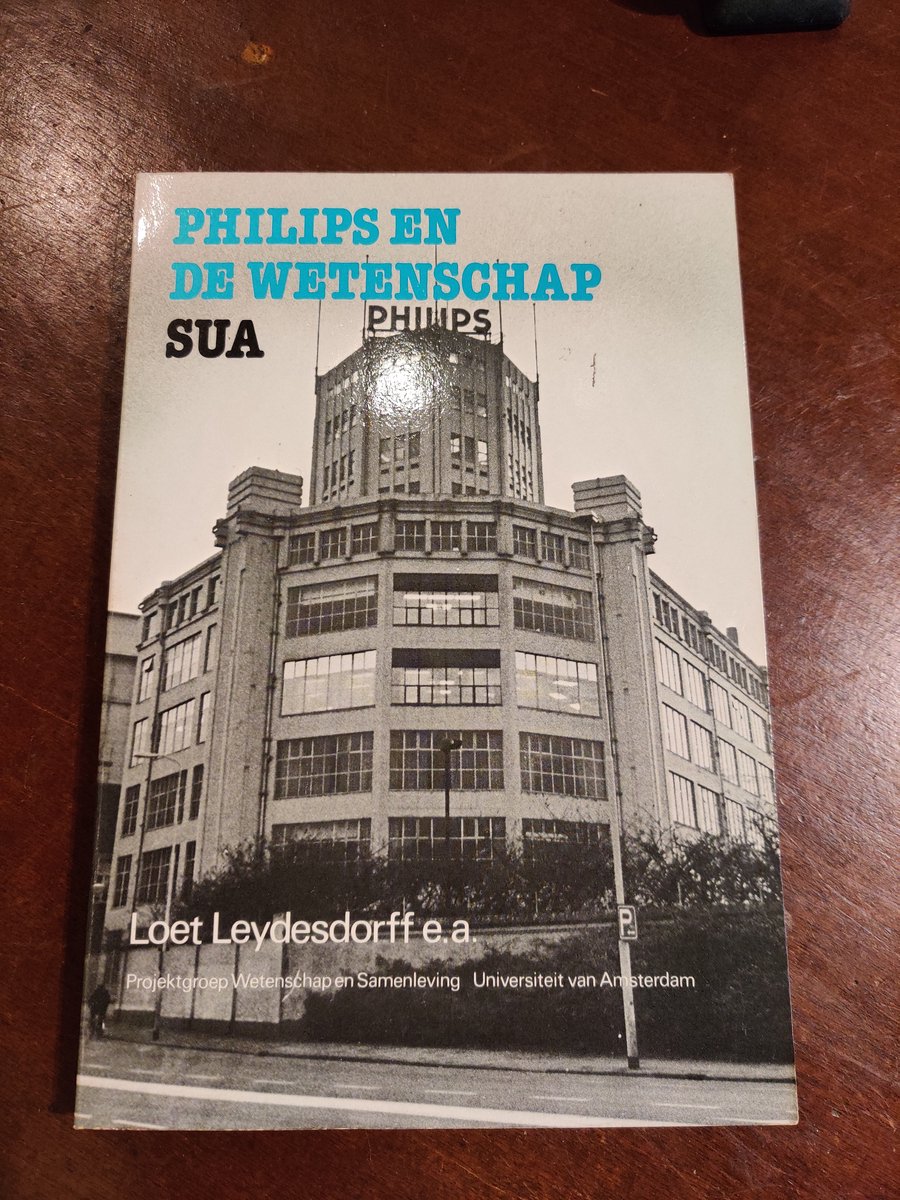 PHILIPS EN
DE WETENSCHAP
SUA
PHILIPS
Loet Leydesdorff e.a.
Projektgroep Wetenschap en Samenleving Universiteit van Amsterdam
P